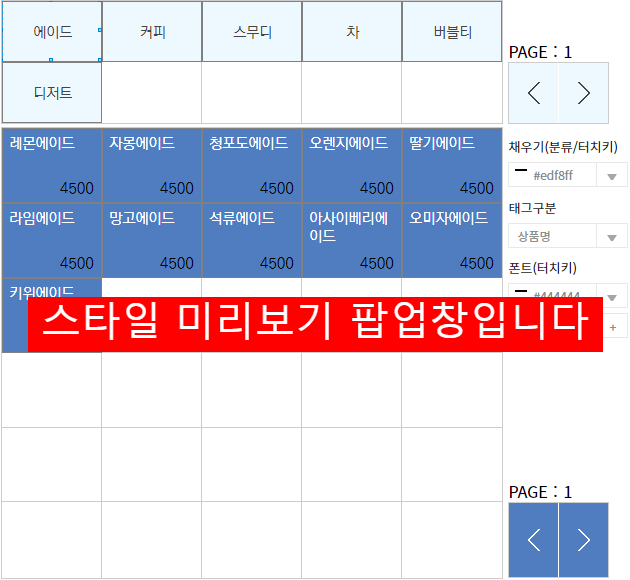 에이드
커피
스무디
차
버블티
디저트
PAGE : 1
레몬에이드
4500
자몽에이드
4500
청포도에이드
4500
오렌지에이드
4500
딸기에이드
4500
라임에이드
4500
망고에이드
4500
석류에이드
4500
아사이베리에
이드
4500
오미자에이드
4500
키위에이드
채우기(분류/터치키)
#edf8ff
태그구분
상품명
폰트(터치키)
#444444
+
스타일 미리보기 팝업창입니다
PAGE : 1